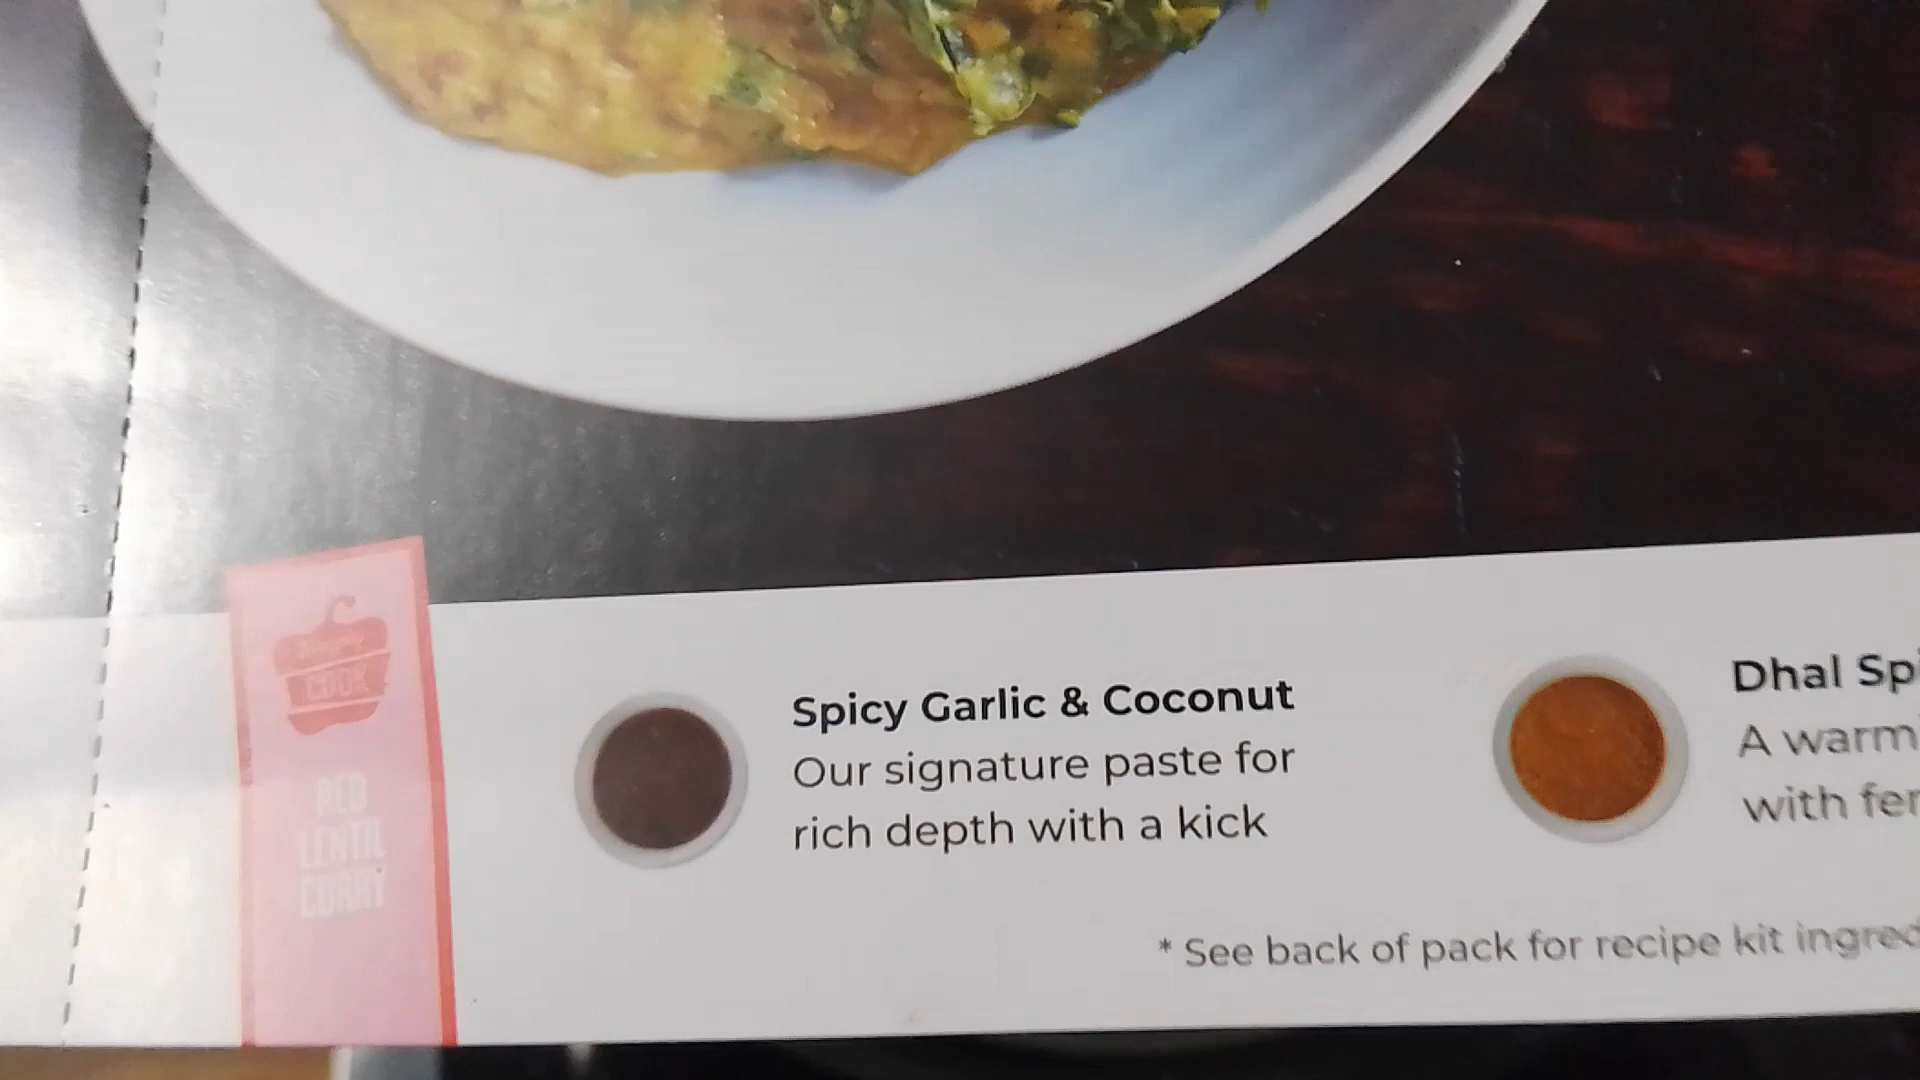 COOK
RED
LENTIL
CURRY
Spicy Garlic & Coconut
Our signature paste for
rich depth with a kick
Dhal Sp
A warm
with fer
* See back of pack for recipe kit ingred